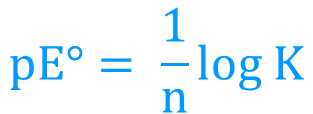 pE° = 1/n log K